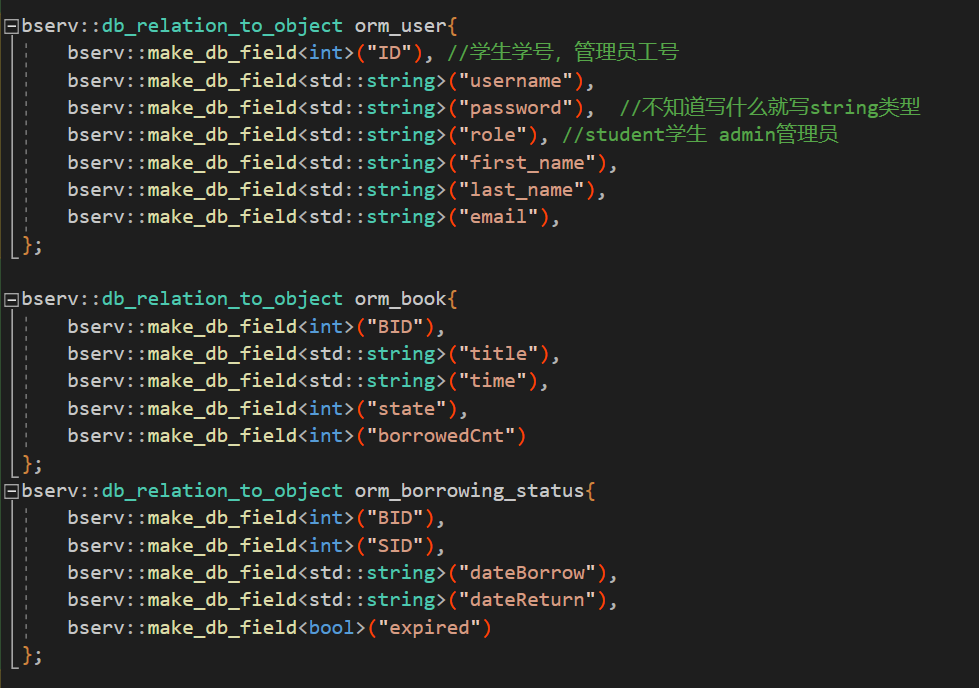 bserv::db_relation_to_object orm_user{
    bserv::make_db_field<int>("ID"), //学生学号，管理员工号
    bserv::make_db_field<std::string>("username"),
    bserv::make_db_field<std::string>("password"),  //不知道写什么就写string类型
    bserv::make_db_field<std::string>("role"), //student学生 admin管理员
    bserv::make_db_field<std::string>("first_name"),
    bserv::make_db_field<std::string>("last_name"),
    bserv::make_db_field<std::string>("email"),
};
bserv::db_relation_to_object orm_book{
    bserv::make_db_field<int>("BID"),
    bserv::make_db_field<std::string>("title"),
    bserv::make_db_field<std::string>("time"),
    bserv::make_db_field<int>("state"),
    bserv::make_db_field<int>("borrowedCnt")
};
bserv::db_relation_to_object orm_borrowing_status{
    bserv::make_db_field<int>("BID"),
    bserv::make_db_field<int>("SID"),
    bserv::make_db_field<std::string>("dateBorrow"),
    bserv::make_db_field<std::string>("dateReturn"),
    bserv::make_db_field<bool>("expired")
};